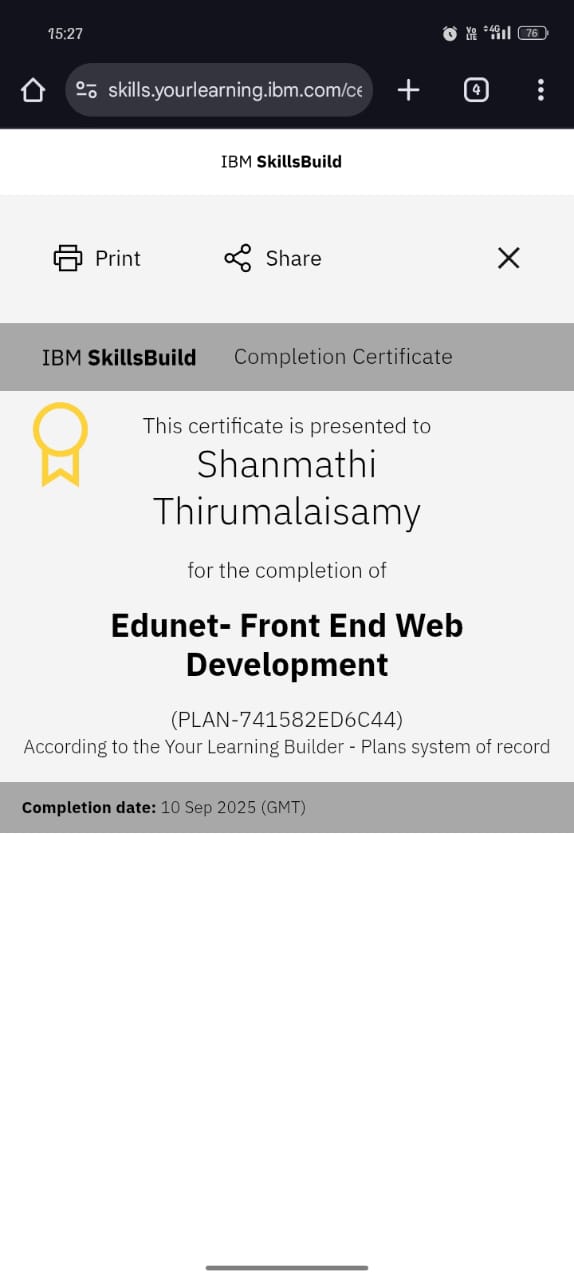 15:27
Vo LTE 4G 76
skills.yourlearning.ibm.com/ce
4
IBM SkillsBuild
Print Share
IBM SkillsBuild Completion Certificate
This certificate is presented to
Shanmathi
Thirumalaisamy
for the completion of
Edunet- Front End Web
Development
(PLAN-741582ED6C44)
According to the Your Learning Builder - Plans system of record
Completion date: 10 Sep 2025 (GMT)